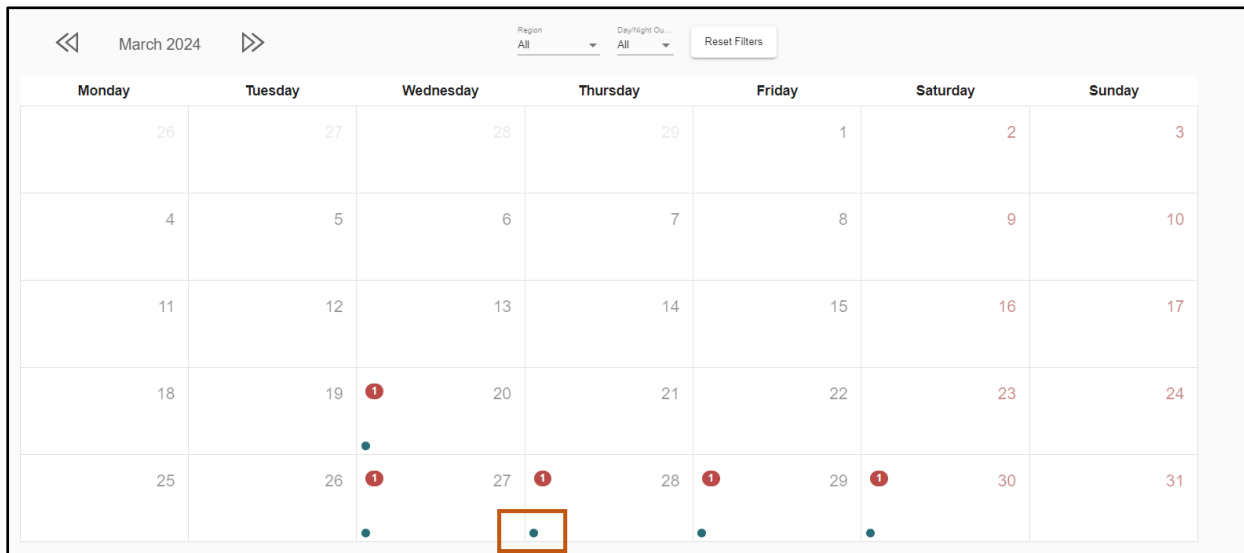 Region
Day/Night Ou...
March 2024
All
All
Reset Filters
Monday Tuesday Wednesday Thursday Friday Saturday Sunday
26 27 28 29 1 2 3
4 5 6 7 8 9 10
11 12 13 14 15 16 17
18 19 1 20 21 22 23 24
25 26 1 27 1 28 1 29 1 30 31